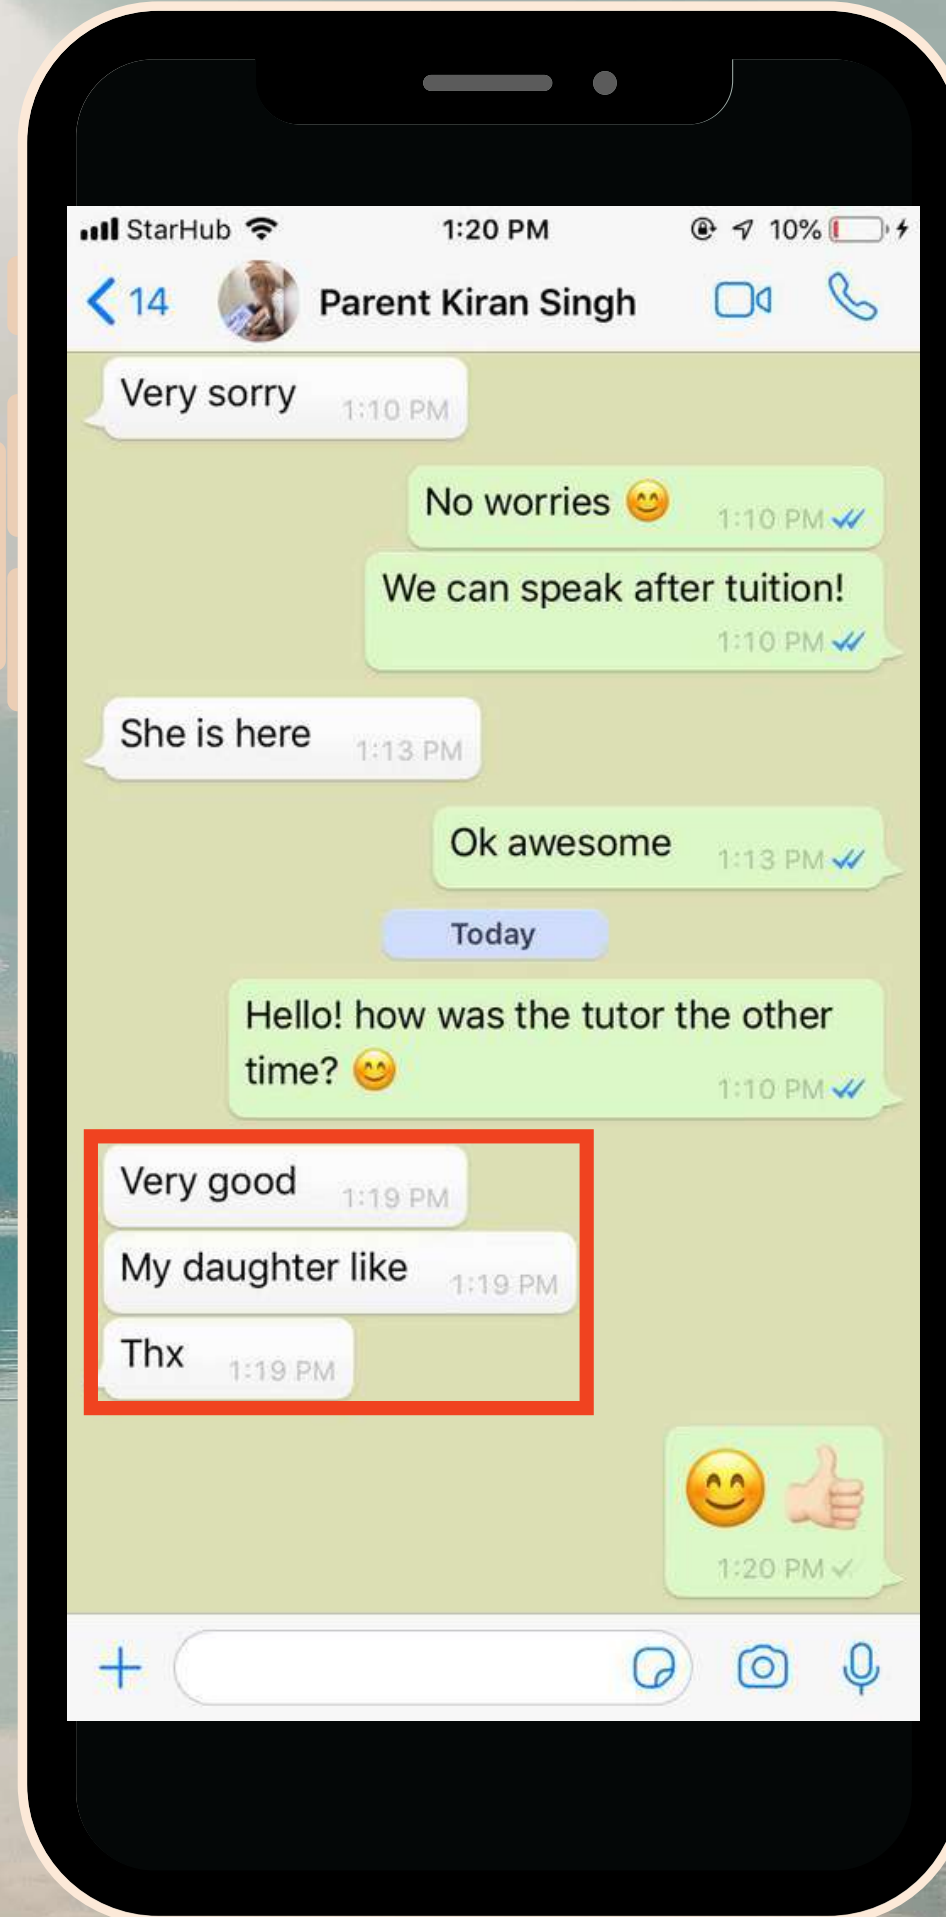 StarHub 1:20 PM 10%
14 Parent Kiran Singh
Very sorry 1:10 PM
No worries 😊 1:10 PM
We can speak after tuition!
1:10 PM
She is here 1:13 PM
Ok awesome 1:13 PM
Today
Hello! how was the tutor the other
time? 😊 1:10 PM
Very good 1:19 PM
My daughter like 1:19 PM
Thx 1:19 PM
😊 👍🏻
1:20 PM